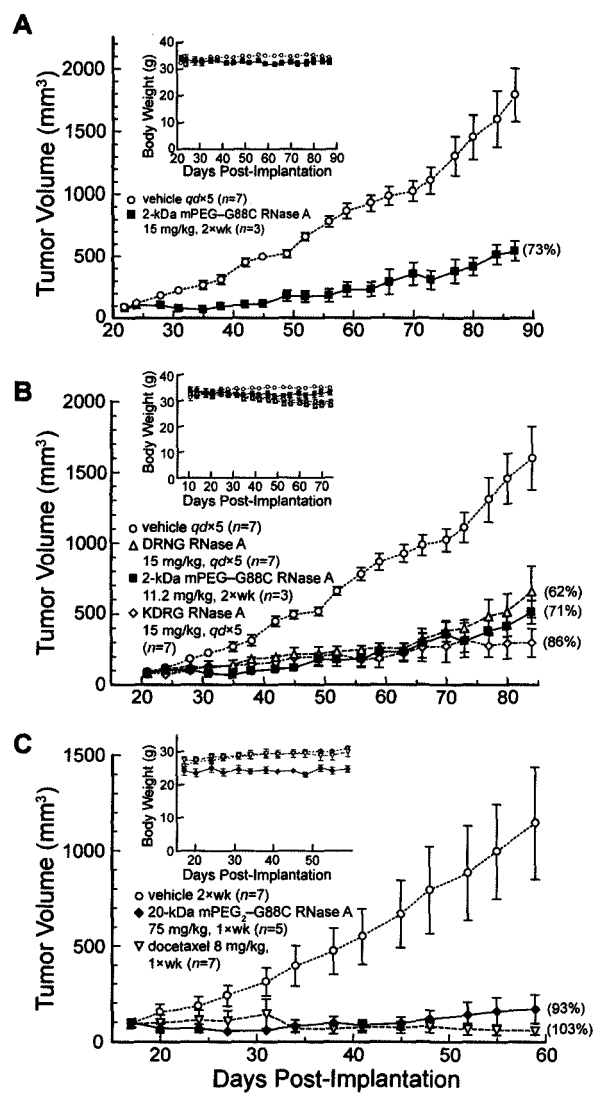 A
Tumor Volume (mm³)
2000
1500
1000
500
0
20 30 40 50 60 70 80 90
Body Weight (g)
40
30
20
10
0
20 30 40 50 60 70 80 90
Days Post-Implantation
vehicle qd×5 (n=7)
2-kDa mPEG–G88C RNase A
15 mg/kg, 2×wk (n=3)
(73%)
B
Tumor Volume (mm³)
2000
1500
1000
500
0
20 30 40 50 60 70 80
Body Weight (g)
40
30
20
10
0
10 20 30 40 50 60 70
Days Post-Implantation
vehicle qd×5 (n=7)
DRNG RNase A
15 mg/kg, qd×5 (n=7)
2-kDa mPEG–G88C RNase A
11.2 mg/kg, 2×wk (n=3)
KDRG RNase A
15 mg/kg, qd×5
(n=7)
(62%)
(71%)
(86%)
C
Tumor Volume (mm³)
1500
1000
500
0
20 30 40 50 60
Body Weight (g)
30
20
10
0
20 30 40 50
Days Post-Implantation
vehicle 2×wk (n=7)
20-kDa mPEG₂–G88C RNase A
75 mg/kg, 1×wk (n=5)
docetaxel 8 mg/kg,
1×wk (n=7)
(93%)
(103%)
Days Post-Implantation